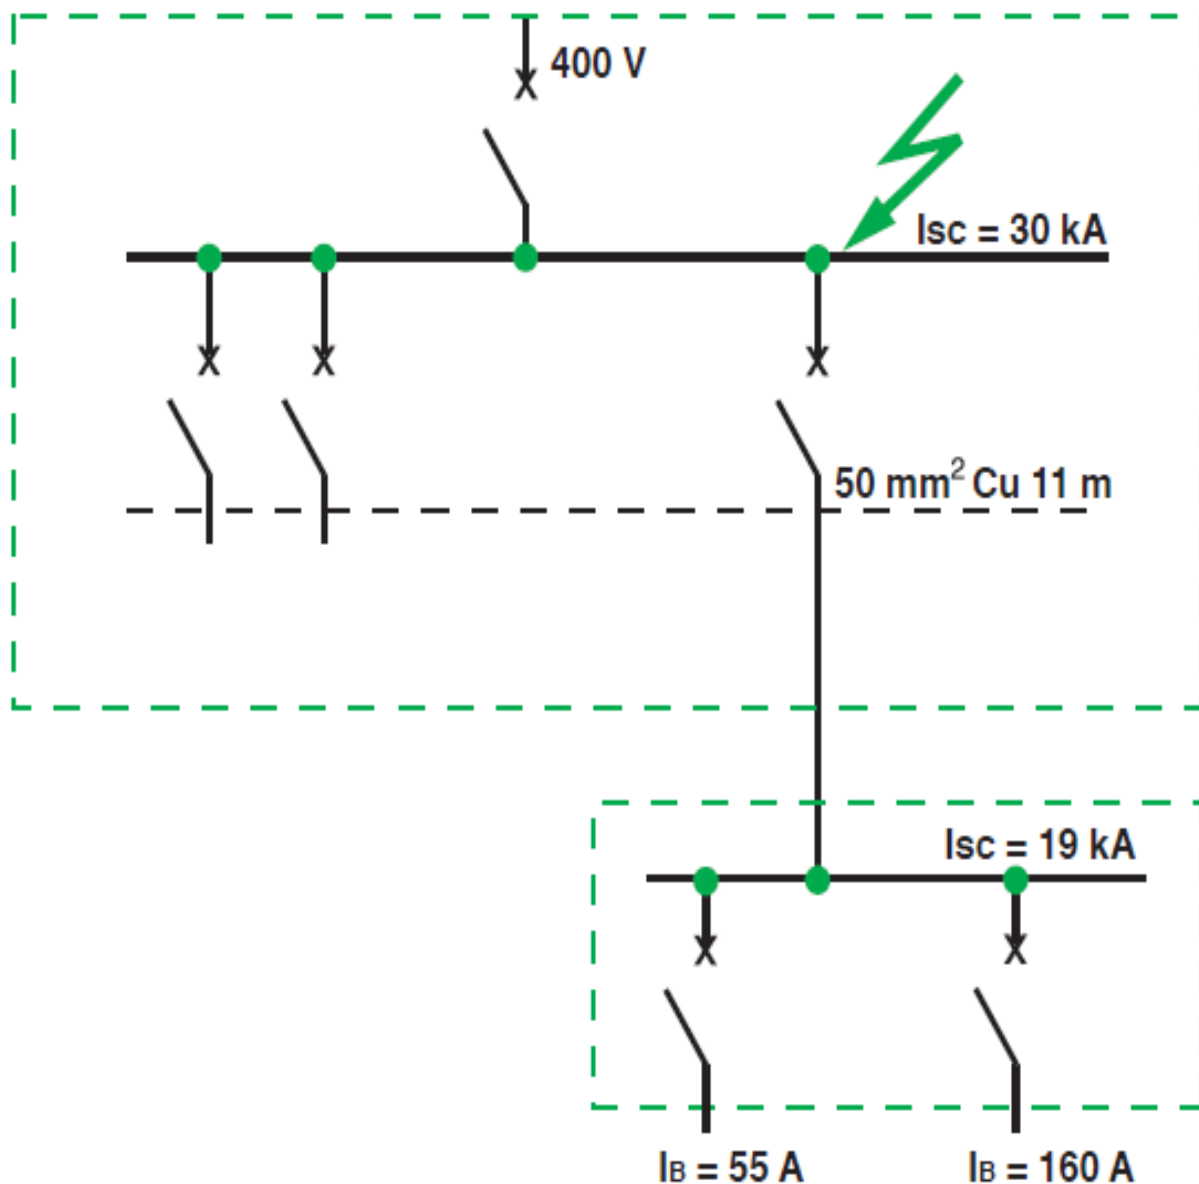 400 V
Isc = 30 kA
X
X
X
X
50 mm² Cu 11 m
Isc = 19 kA
X
X
IB = 55 A
IB = 160 A